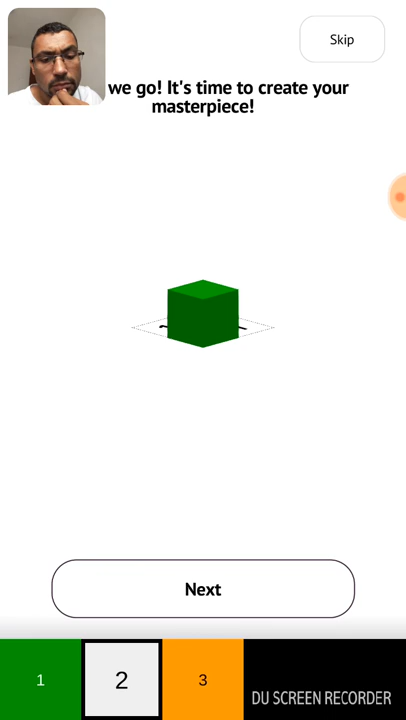 Skip
we go! It's time to create your
masterpiece!
Next
1
2
3
DU SCREEN RECORDER